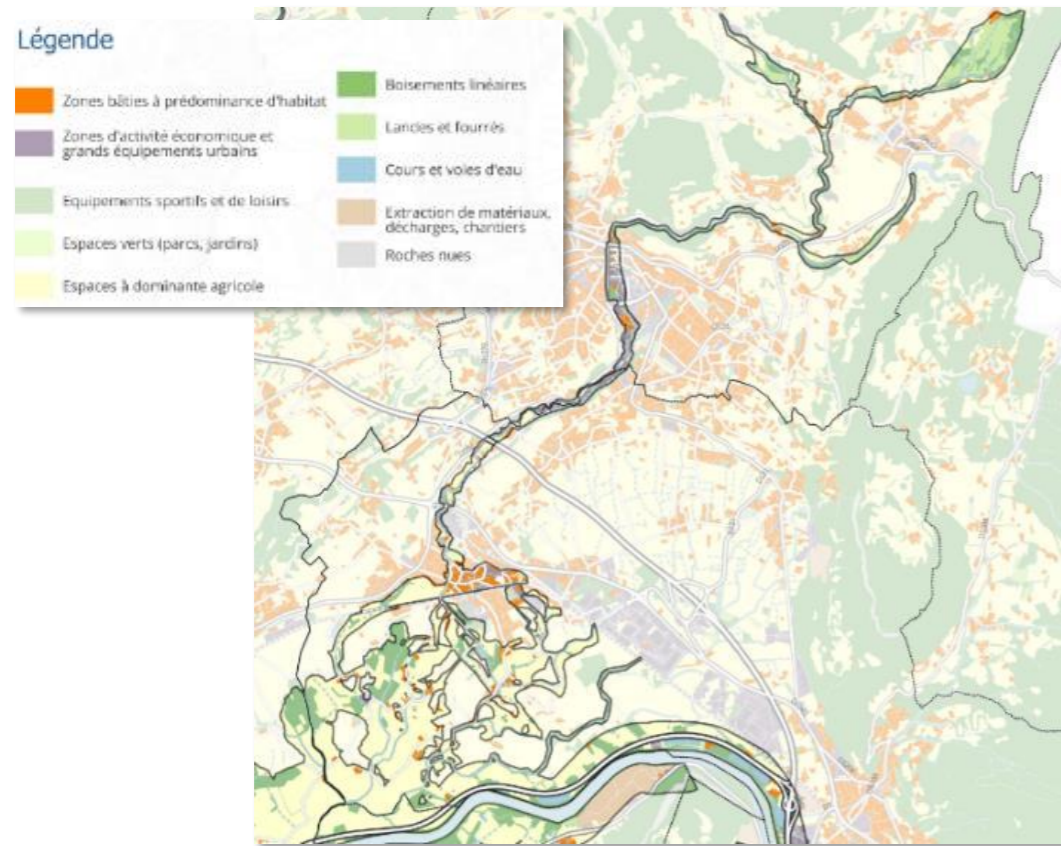 Légende
Zones bâties à prédominance d'habitat
Zones d'activité économique et
grands équipements urbains
Equipements sportifs et de loisirs
Espaces verts (parcs, jardins)
Espaces à dominante agricole
Boisements linéaires
Landes et fourrés
Cours et voies d'eau
Extraction de matériaux,
décharges, chantiers
Roches nues